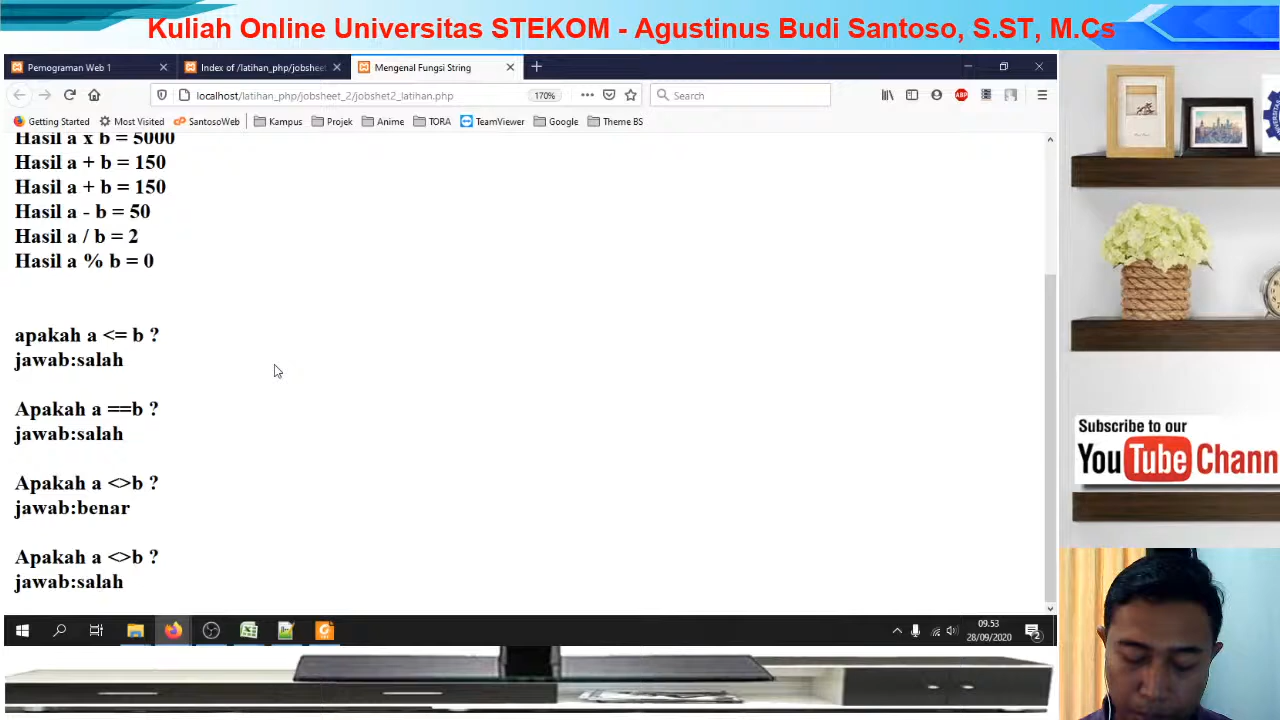 Kuliah Online Universitas STEKOM - Agustinus Budi Santoso, S.ST, M.Cs
Pemograman Web 1
Index of /latihan_php/jobsheet
Mengenal Fungsi String
localhost/latihan_php/jobsheet_2/jobshet2_latihan.php
170%
Search
ABP
Getting Started
Most Visited
SantosoWeb
Kampus
Projek
Anime
TORA
TeamViewer
Google
Theme BS
Hasil a x b = 5000
Hasil a + b = 150
Hasil a + b = 150
Hasil a - b = 50
Hasil a / b = 2
Hasil a % b = 0
apakah a <= b ?
jawab:salah
Apakah a ==b ?
jawab:salah
Apakah a <>b ?
jawab:benar
Apakah a <>b ?
jawab:salah
Subscribe to our
YouTube Chann
09.53
28/09/2020
2